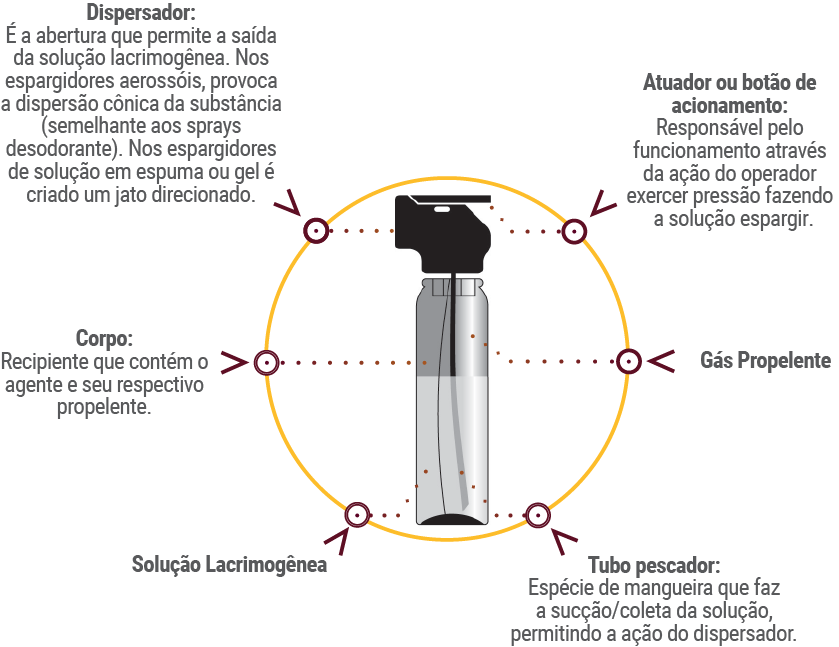 Dispersador:
É a abertura que permite a saída
da solução lacrimogênea. Nos
espargidores aerossóis, provoca
a dispersão cônica da substância
(semelhante aos sprays
desodorante). Nos espargidores
de solução em espuma ou gel é
criado um jato direcionado.
Atuador ou botão de
acionamento:
Responsável pelo
funcionamento através
da ação do operador
exercer pressão fazendo
a solução espargir.
Corpo:
Recipiente que contém o
agente e seu respectivo
propelente.
Gás Propelente
Solução Lacrimogênea
Tubo pescador:
Espécie de mangueira que faz
a sucção/coleta da solução,
permitindo a ação do dispersador.